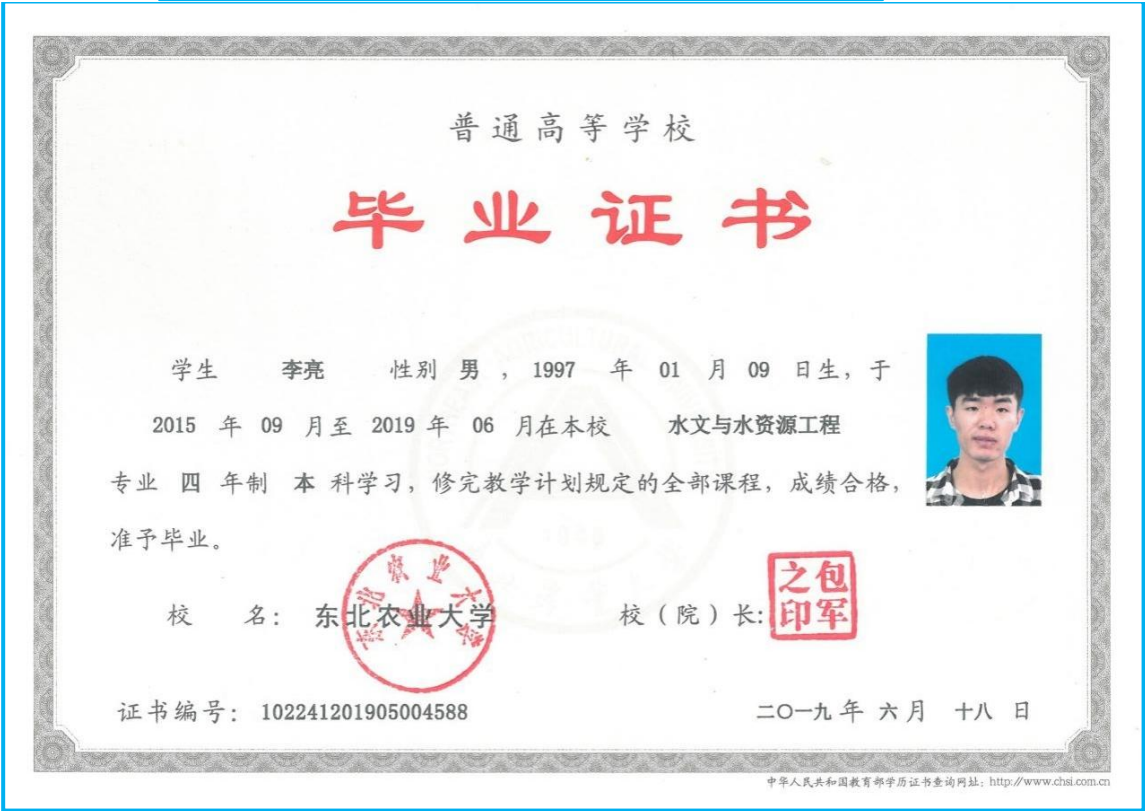 普通高等学校
毕业证书
学生 李亮 性别 男 ，1997 年 01 月 09 日生，于
2015 年 09 月至 2019 年 06 月在本校 水文与水资源工程
专业 四 年制 本 科学习，修完教学计划规定的全部课程，成绩合格，
准予毕业。
校 名： 东北农业大学 校（院）长:
东北农业大学
包军之印
证书编号： 102241201905004588 二〇一九 年 六 月 十八 日
中华人民共和国教育部学历证书查询网址：http://www.chsi.com.cn